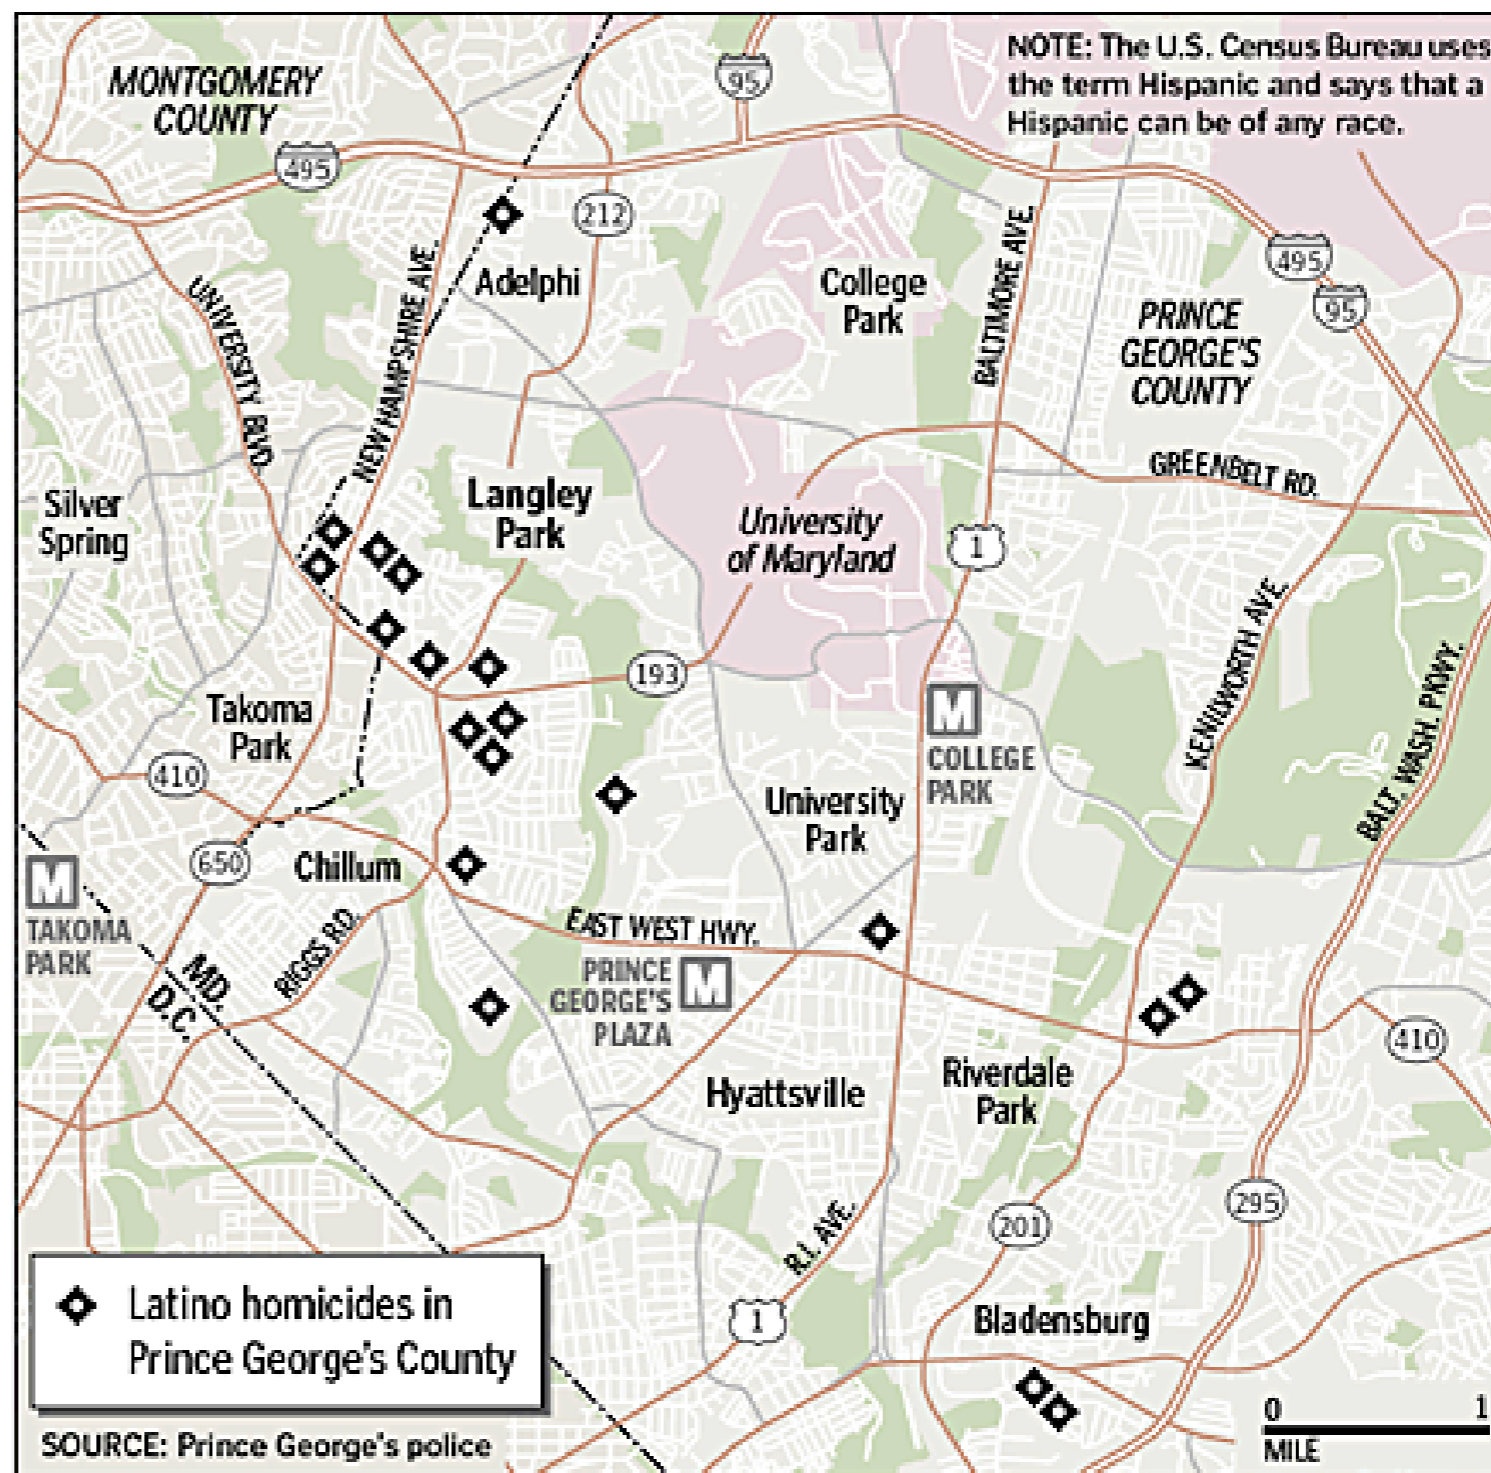 NOTE: The U.S. Census Bureau uses
the term Hispanic and says that a
Hispanic can be of any race.
MONTGOMERY
COUNTY
95
495
212
Adelphi
College
Park
BALTIMORE AVE.
495
95
PRINCE
GEORGE'S
COUNTY
UNIVERSITY BLVD.
NEW HAMPSHIRE AVE.
GREENBELT RD.
Silver
Spring
Langley
Park
University
of Maryland
1
KENILWORTH AVE.
BALT. WASH. PKWY.
193
Takoma
Park
M
COLLEGE
PARK
410
University
Park
650
Chillum
M
TAKOMA
PARK
MD.
D.C.
RIGGS RD.
EAST WEST HWY.
PRINCE
GEORGE'S
PLAZA
M
410
Hyattsville
Riverdale
Park
R.I. AVE.
201
295
1
Bladensburg
Latino homicides in
Prince George's County
SOURCE: Prince George's police
0 1
MILE